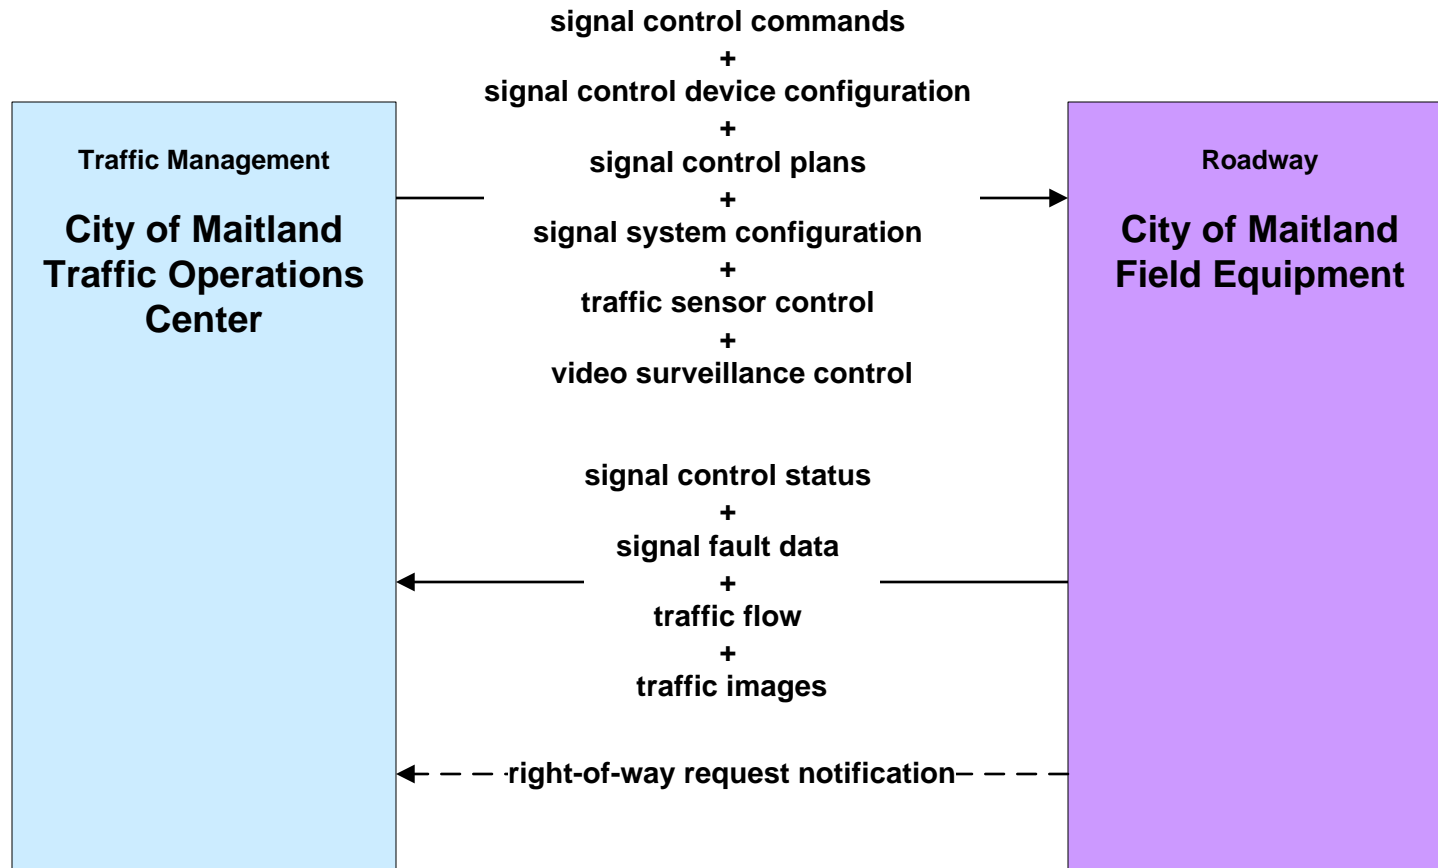 signal control commands
+
signal control device configuration
+
signal control plans
+
signal system configuration
+
traffic sensor control
+
video surveillance control
Traffic Management
City of Maitland
Traffic Operations
Center
Roadway
City of Maitland
Field Equipment
signal control status
+
signal fault data
+
traffic flow
+
traffic images
right-of-way request notification